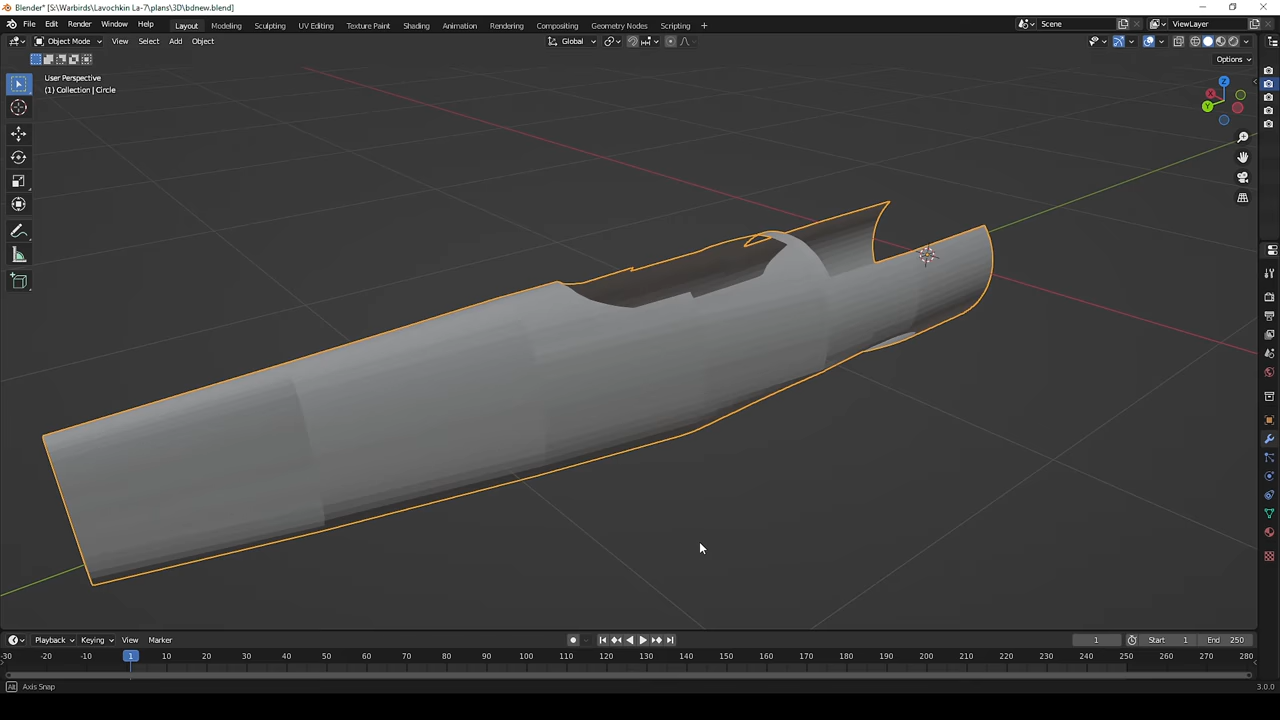 Blender* [S:\Warbirds\Lavochkin La-7\plans\3D\bdnew.blend]
File Edit Render Window Help Layout Modeling Sculpting UV Editing Texture Paint Shading Animation Rendering Compositing Geometry Nodes Scripting + Scene ViewLayer
Object Mode View Select Add Object Global
Options
User Perspective
(1) Collection | Circle
Z
X
Y
Playback Keying View Marker 1 Start 1 End 250
-30 -20 -10 1 10 20 30 40 50 60 70 80 90 100 110 120 130 140 150 160 170 180 190 200 210 220 230 240 250 260 270 280
Alt Axis Snap 3.0.0